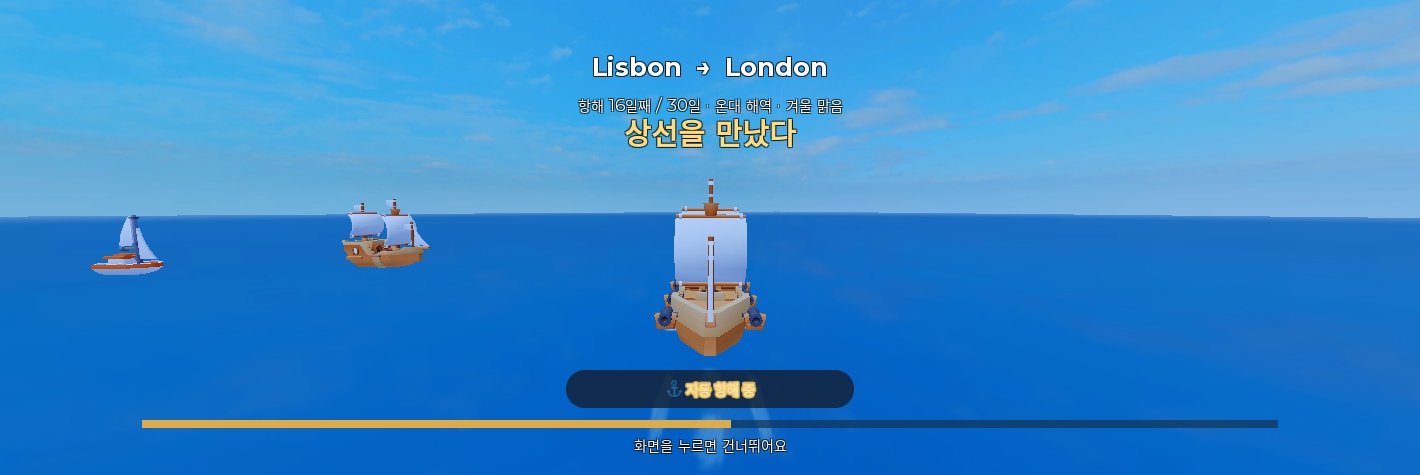 Lisbon → London
항해 16일째 / 30일 · 온대 해역 · 겨울 맑음
상선을 만났다
⚓ 자동 항해 중
화면을 누르면 건너뛰어요